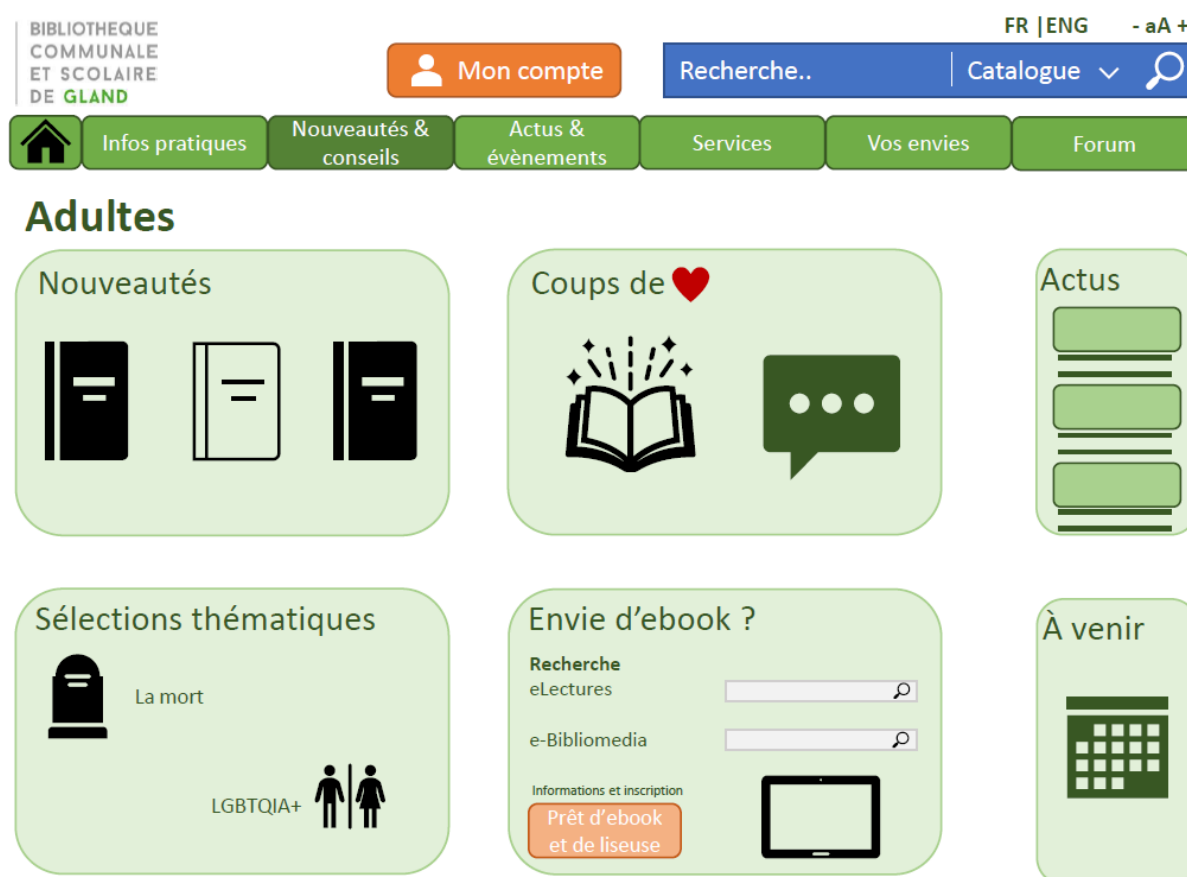 BIBLIOTHEQUE
COMMUNALE
ET SCOLAIRE
DE GLAND
FR |ENG
- aA +
Mon compte
Recherche..
Catalogue
Infos pratiques
Nouveautés &
conseils
Actus &
évènements
Services
Vos envies
Forum
Adultes
Nouveautés
Coups de
Actus
Sélections thématiques
La mort
LGBTQIA+
Envie d’ebook ?
Recherche
eLectures
e-Bibliomedia
Informations et inscription
Prêt d’ebook
et de liseuse
À venir